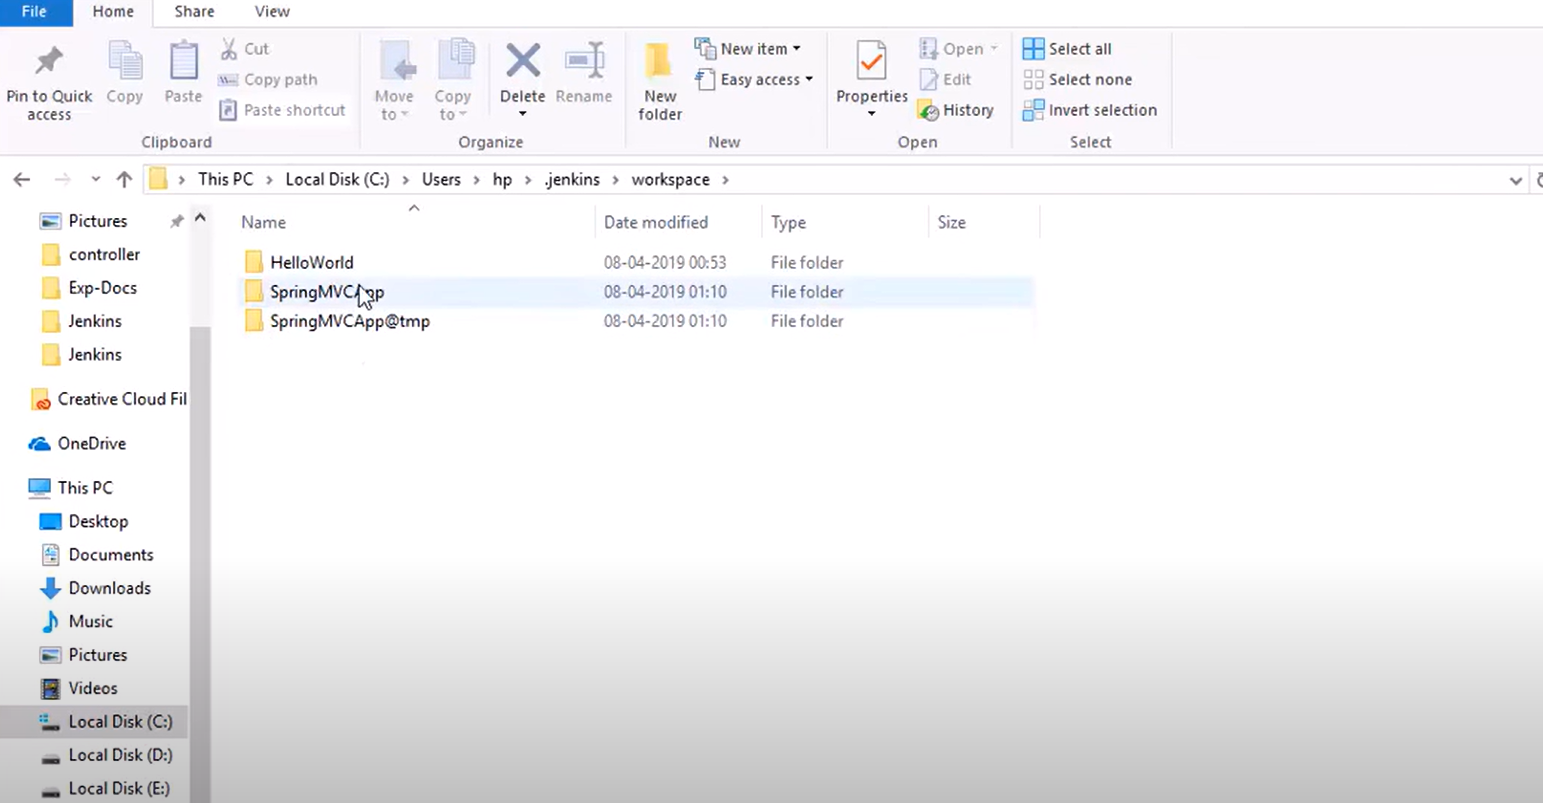 File Home Share View
Pin to Quick access
Copy
Paste
Cut
Copy path
Paste shortcut
Clipboard
Move to
Copy to
Delete
Rename
Organize
New folder
New item
Easy access
New
Properties
Open
Edit
History
Open
Select all
Select none
Invert selection
Select
This PC > Local Disk (C:) > Users > hp > .jenkins > workspace >
Pictures
controller
Exp-Docs
Jenkins
Jenkins
Creative Cloud Fil
OneDrive
This PC
Desktop
Documents
Downloads
Music
Pictures
Videos
Local Disk (C:)
Local Disk (D:)
Local Disk (E:)
Name Date modified Type Size
HelloWorld 08-04-2019 00:53 File folder
SpringMVCApp 08-04-2019 01:10 File folder
SpringMVCApp@tmp 08-04-2019 01:10 File folder